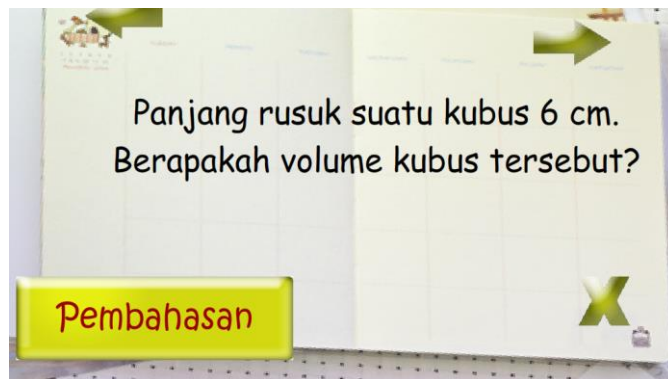 Panjang rusuk suatu kubus 6 cm.
Berapakah volume kubus tersebut?
Pembahasan
X